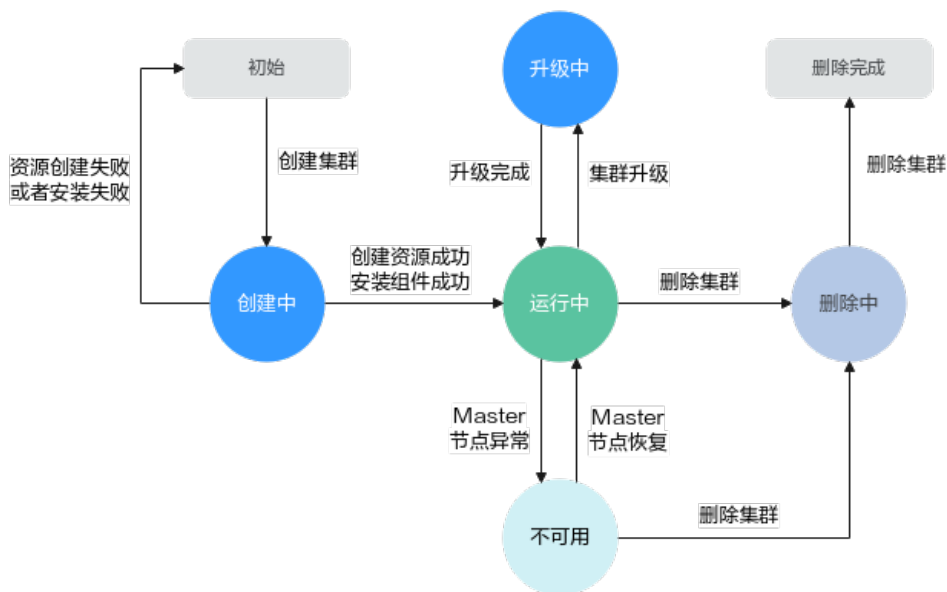 初始
升级中
删除完成
资源创建失败
或者安装失败
创建集群
升级完成
集群升级
删除集群
创建中
创建资源成功
安装组件成功
运行中
删除集群
删除中
Master
节点异常
Master
节点恢复
不可用
删除集群